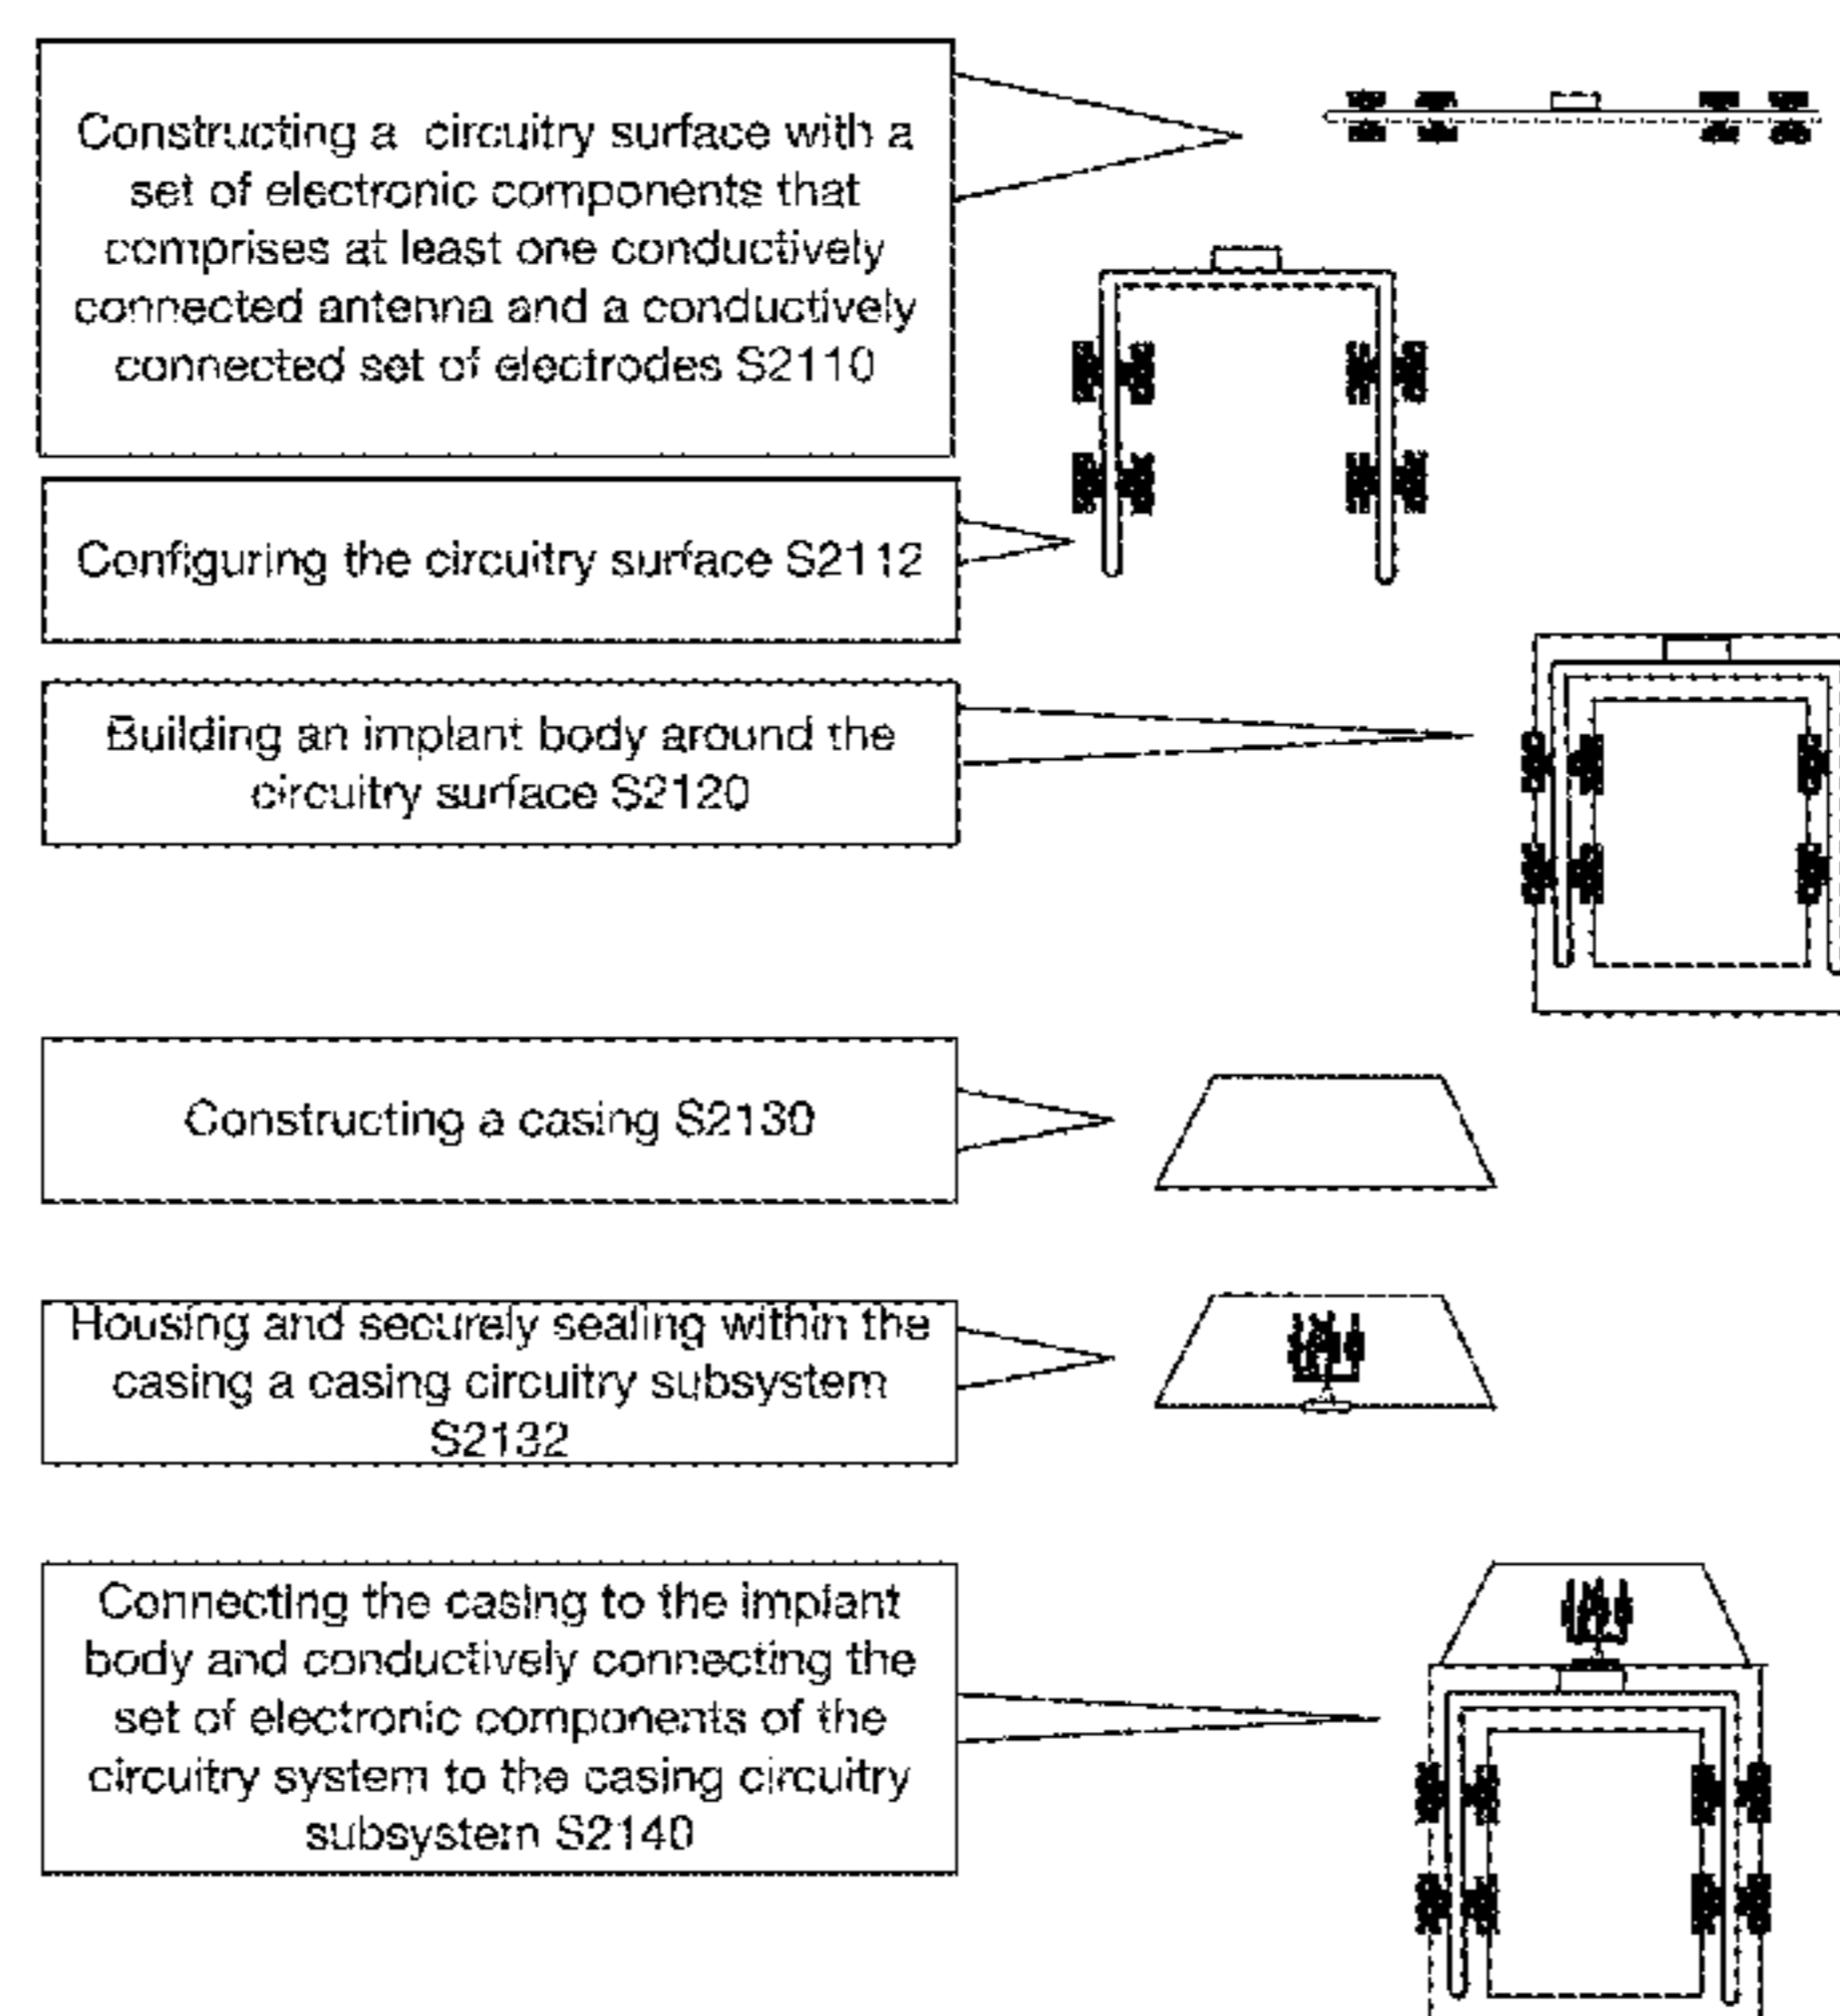 Constructing a circuitry surface with a
set of electronic components that
comprises at least one conductively
connected antenna and a conductively
connected set of electrodes S2110
Configuring the circuitry surface S2112
Building an implant body around the
circuitry surface S2120
Constructing a casing S2130
Housing and securely sealing within the
casing a casing circuitry subsystem
S2132
Connecting the casing to the implant
body and conductively connecting the
set of electronic components of the
circuitry system to the casing circuitry
subsystem S2140